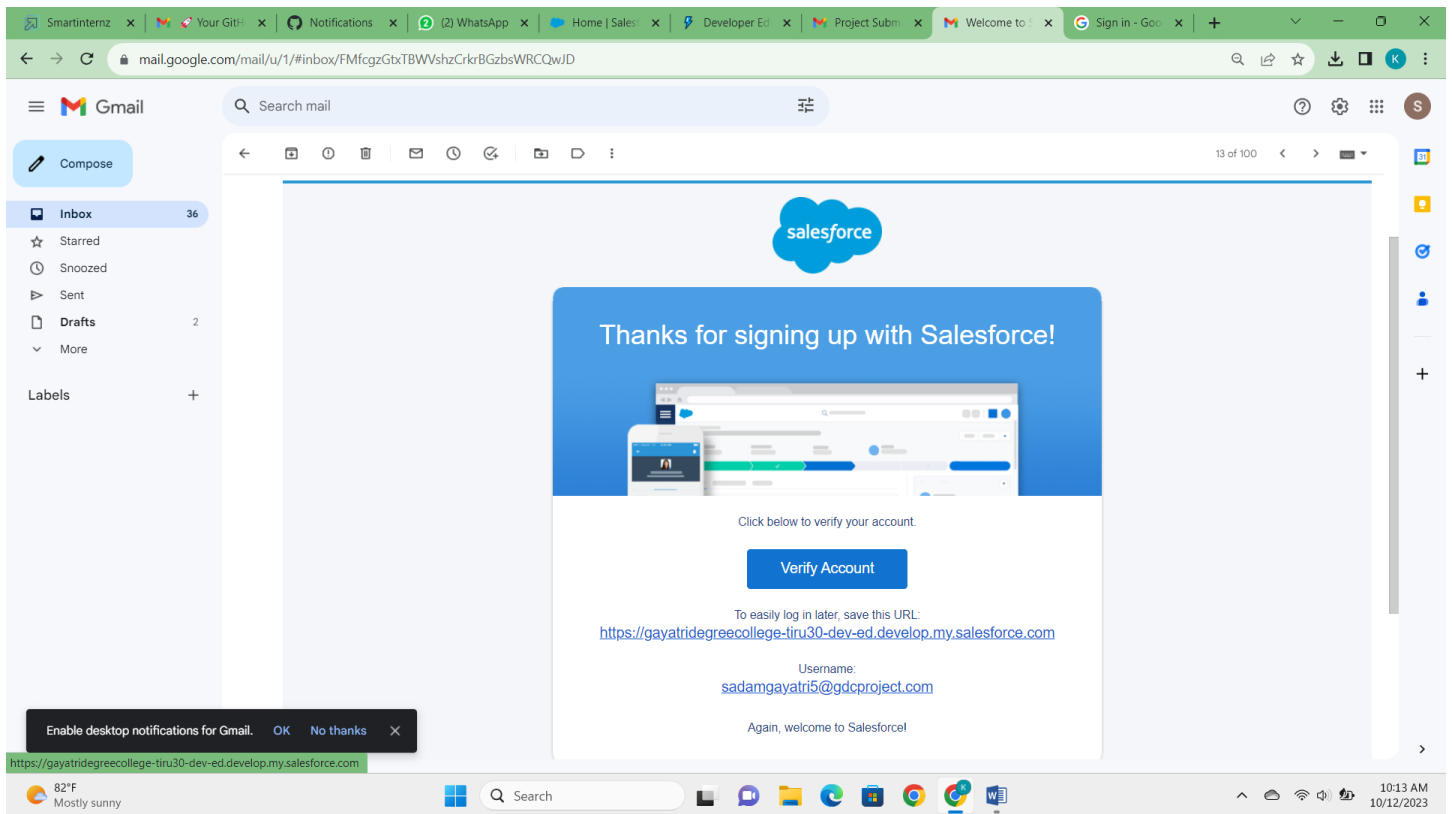 Smartinternz
Your GitH
Notifications
(2) WhatsApp
Home | Salest
Developer Ed
Project Subm
Welcome to S
Sign in - Goo
mail.google.com/mail/u/1/#inbox/FMfcgzGtxTBWVshzCrkrBGzbsWRCQwJD
K
Gmail
Search mail
S
Compose
13 of 100
31
Inbox 36
Starred
Snoozed
Sent
Drafts 2
More
Labels
salesforce
Thanks for signing up with Salesforce!
Click below to verify your account.
Verify Account
To easily log in later, save this URL:
https://gayatridegreecollege-tiru30-dev-ed.develop.my.salesforce.com
Username:
sadamgayatri5@gdcproject.com
Again, welcome to Salesforce!
Enable desktop notifications for Gmail. OK No thanks
https://gayatridegreecollege-tiru30-dev-ed.develop.my.salesforce.com
82°F
Mostly sunny
Search
K
10:13 AM
10/12/2023